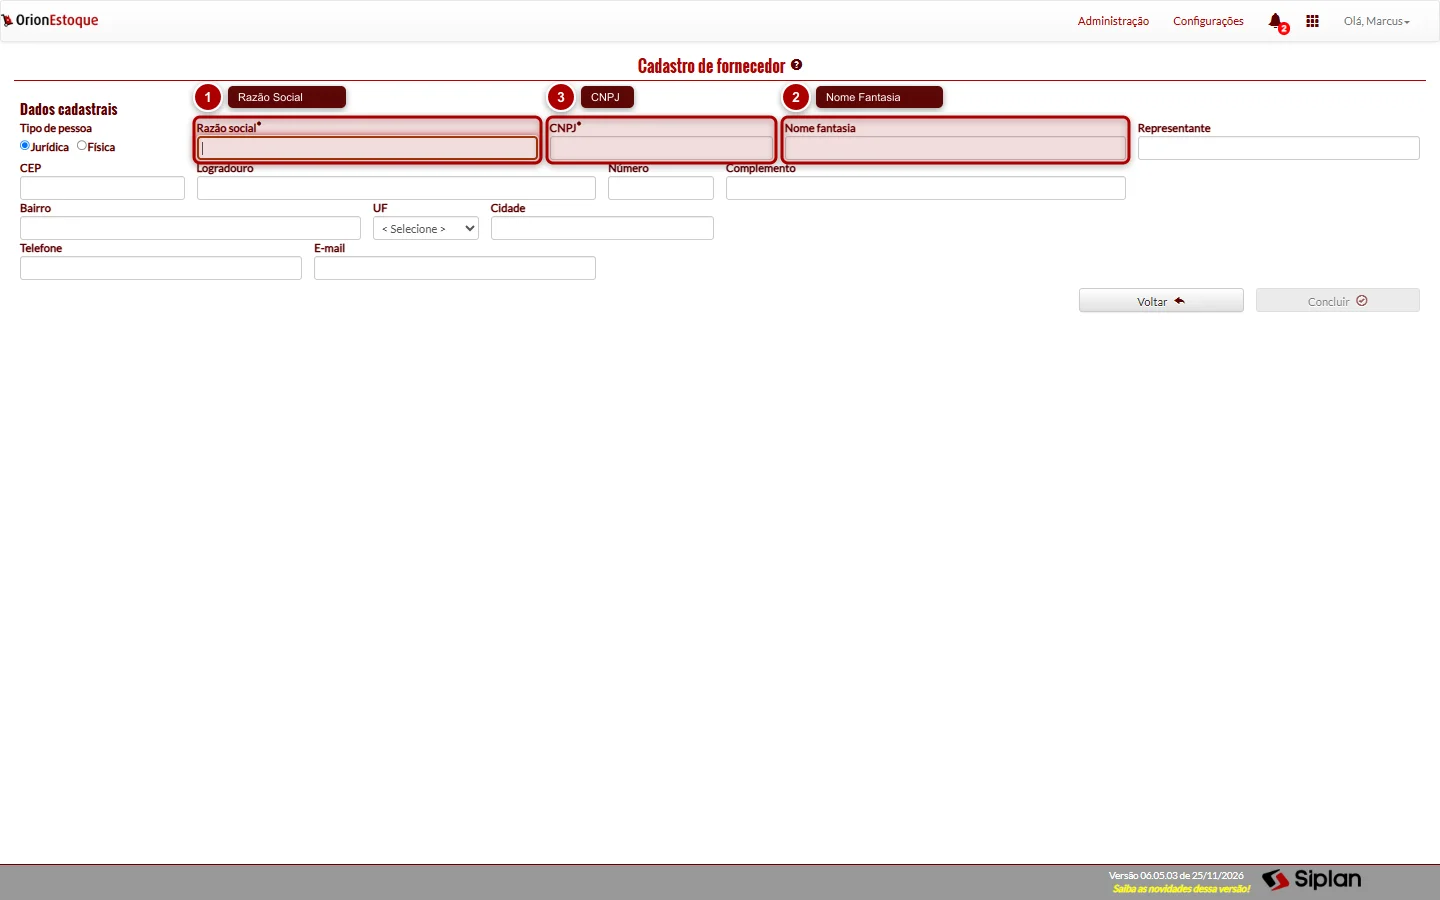 OrionEstoque
Administração
Configurações
2
Olá, Marcus
Cadastro de fornecedor ?
1 Razão Social
3 CNPJ
2 Nome Fantasia
Dados cadastrais
Tipo de pessoa
Jurídica Física
Razão social*
CNPJ*
Nome fantasia
Representante
CEP
Logradouro
Número
Complemento
Bairro
UF
< Selecione >
Cidade
Telefone
E-mail
Voltar
Concluir
Versão 06.05.03 de 25/11/2026
Saiba as novidades dessa versão!
Siplan